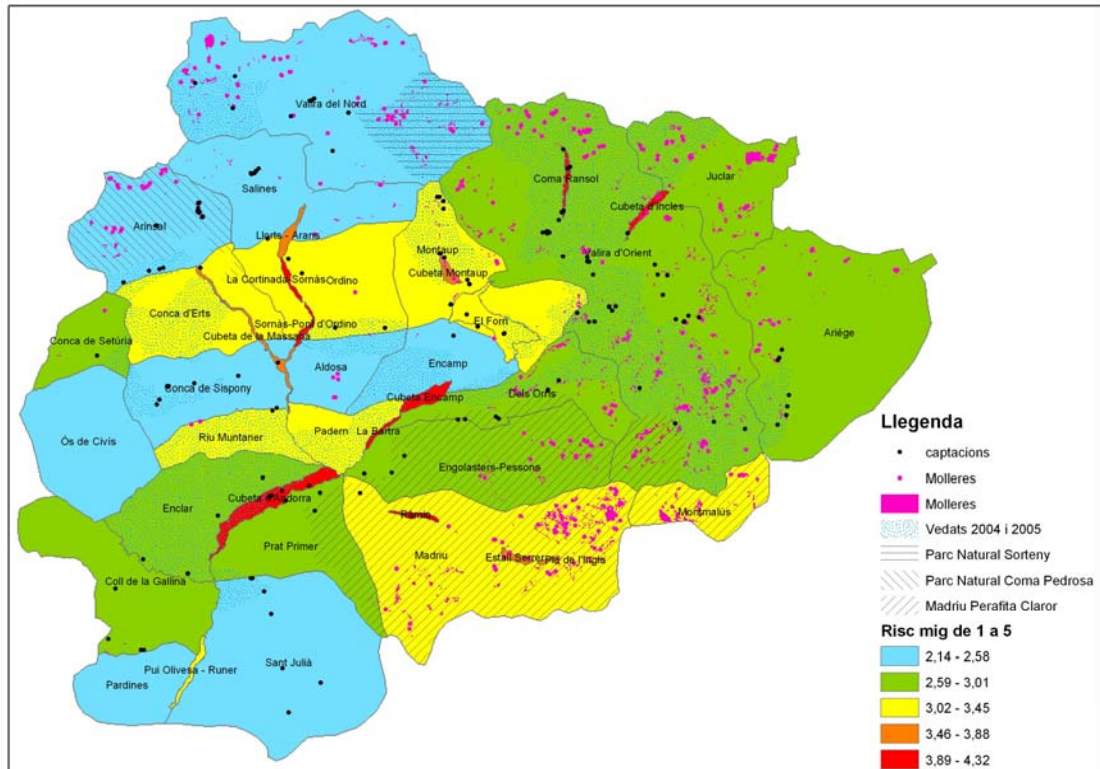 Valira del Nord
Salines
Arinsal
Llorts - Arans
La Cortinada-Sornàs
Ordino
Montaup
Cubeta Montaup
Coma Ransol
Cubeta d'Incles
Juclar
Valira d'Orient
Ariége
Conca d'Erts
Sornàs-Pont d'Ordino
Cubeta de la Massana
El Forn
Conca de Setúria
Conca de Sispony
Aldosa
Encamp
Cubeta Encamp
Dels Orris
Ós de Civís
Riu Muntaner
Padern
La Bartra
Engolasters-Pessons
Enclar
Cubeta d'Andorra
Prat Primer
Ràmio
Madriu
Estall Serrer
Pla de l'Ingla
Montmalús
Coll de la Gallina
Pui Olivesa - Runer
Sant Julià
Pardines
Llegenda
captacions
Molleres
Molleres
Vedats 2004 i 2005
Parc Natural Sorteny
Parc Natural Coma Pedrosa
Madriu Perafita Claror
Risc mig de 1 a 5
2,14 - 2,58
2,59 - 3,01
3,02 - 3,45
3,46 - 3,88
3,89 - 4,32